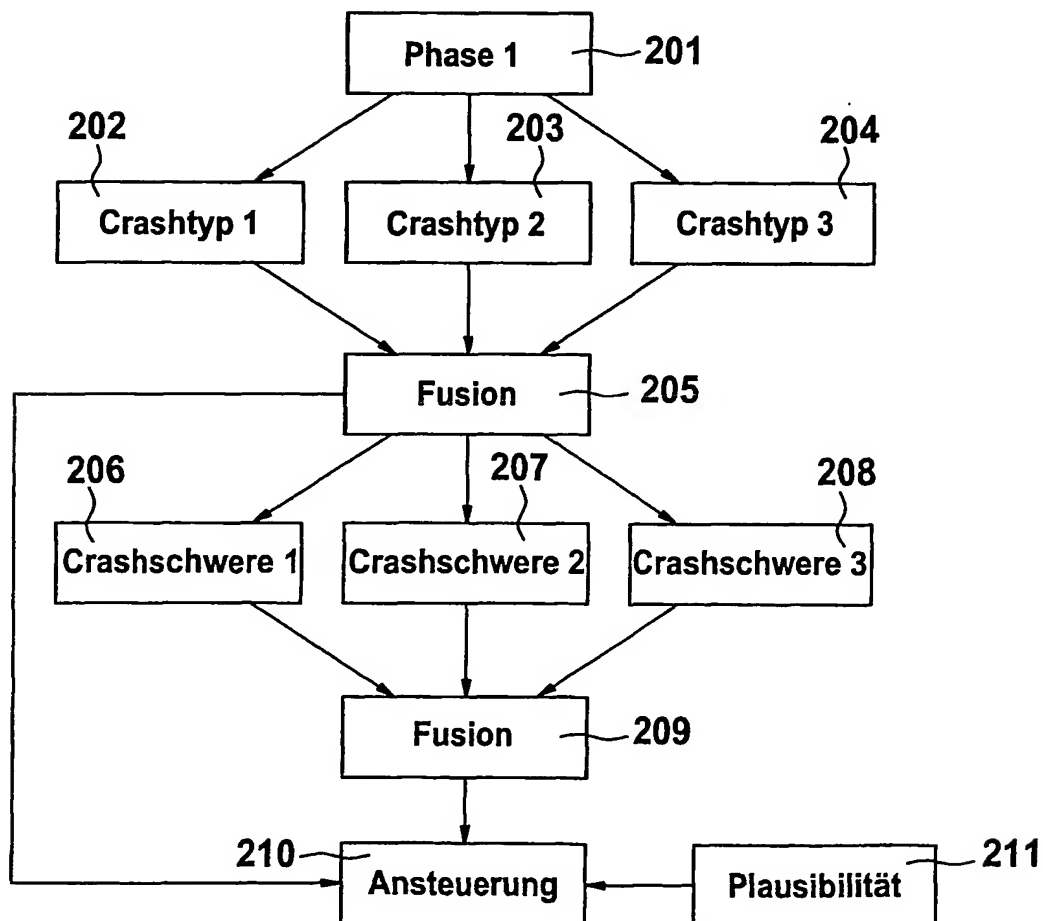 Phase 1
201
202
203
204
Crashtyp 1
Crashtyp 2
Crashtyp 3
Fusion
205
206
207
208
Crashschwere 1
Crashschwere 2
Crashschwere 3
Fusion
209
210
Ansteuerung
Plausibilität
211